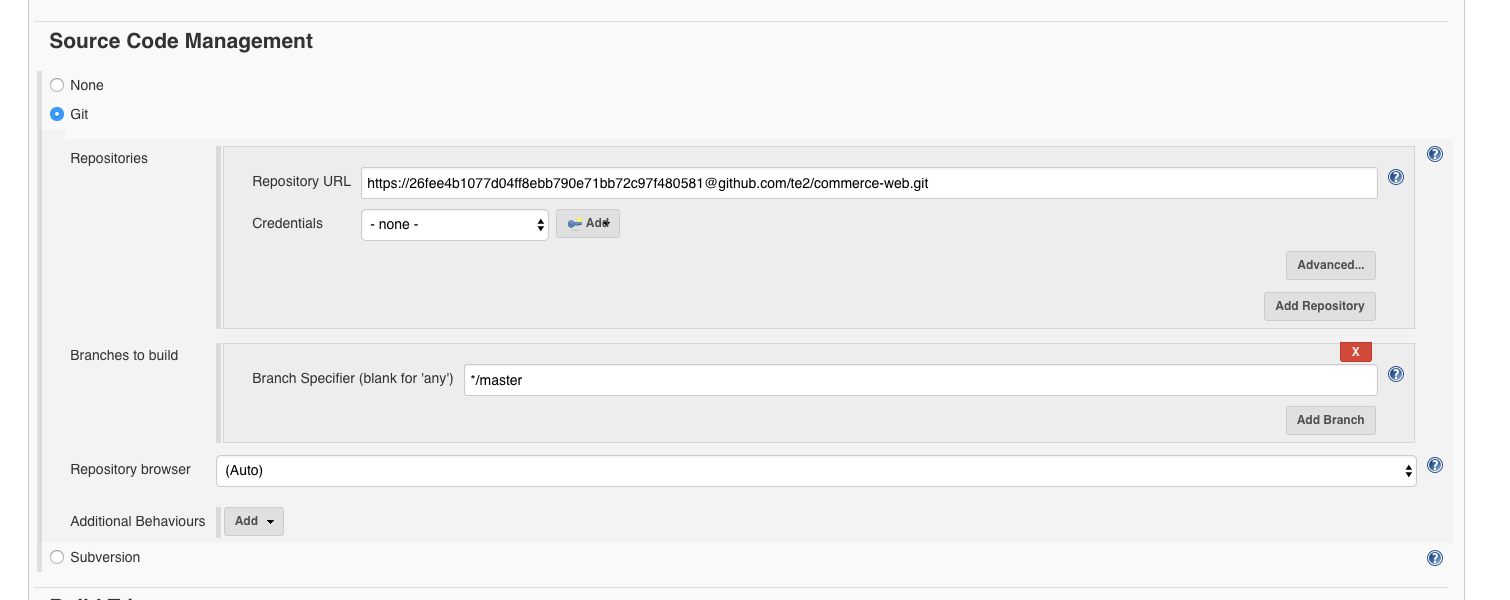 Source Code Management
None
Git
Repositories
Repository URL https://26fee4b1077d04ff8ebb790e71bb72c97f480581@github.com/te2/commerce-web.git
Credentials - none - Add
Advanced...
Add Repository
Branches to build
X
Branch Specifier (blank for 'any') */master
Add Branch
Repository browser (Auto)
Additional Behaviours Add
Subversion